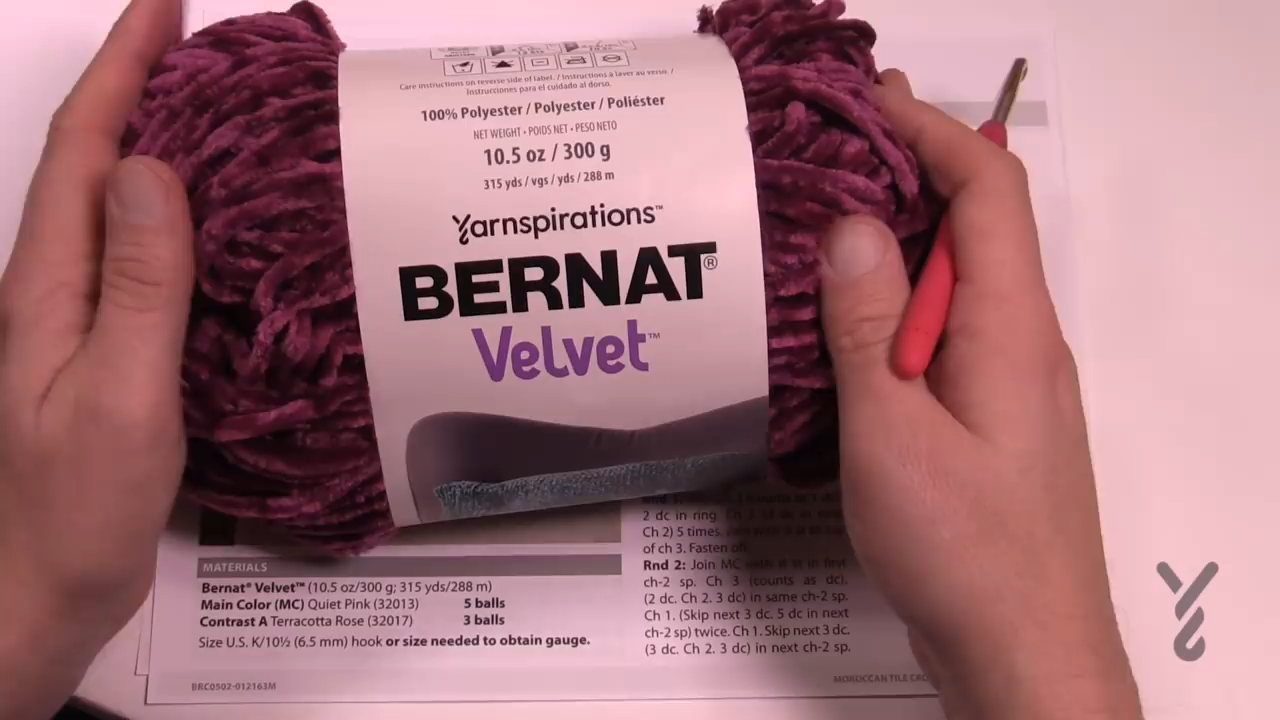 Care instructions on reverse side of label. / Instructions à laver au verso. /
Instrucciones para el cuidado al dorso.
100% Polyester / Polyester / Poliéster
NET WEIGHT • POIDS NET • PESO NETO
10.5 oz / 300 g
315 yds / vgs / yds / 288 m
Yarnspirations™
BERNAT®
Velvet™
MATERIALS
Bernat® Velvet™ (10.5 oz/300 g; 315 yds/288 m)
Main Color (MC) Quiet Pink (32013) 5 balls
Contrast A Terracotta Rose (32017) 3 balls
Size U.S. K/10½ (6.5 mm) hook or size needed to obtain gauge.
BRC0502-012163M
2 dc in ring. Ch 2
Ch 2) 5 times.
of ch 3. Fasten off.
Rnd 2: Join MC with sl st in first
ch-2 sp. Ch 3 (counts as dc).
(2 dc. Ch 2. 3 dc) in same ch-2 sp.
Ch 1. (Skip next 3 dc. 5 dc in next
ch-2 sp) twice. Ch 1. Skip next 3 dc.
(3 dc. Ch 2. 3 dc) in next ch-2 sp.
MOROCCAN TILE